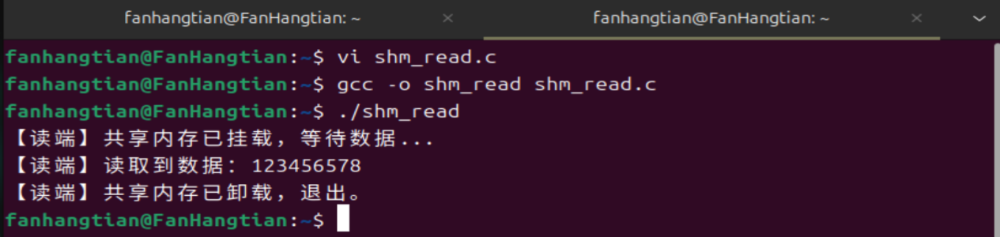 fanhangtian@FanHangtian: ~ × fanhangtian@FanHangtian: ~ ×
fanhangtian@FanHangtian:~$ vi shm_read.c
fanhangtian@FanHangtian:~$ gcc -o shm_read shm_read.c
fanhangtian@FanHangtian:~$ ./shm_read
【读端】共享内存已挂载，等待数据...
【读端】读取到数据：123456578
【读端】共享内存已卸载，退出。
fanhangtian@FanHangtian:~$